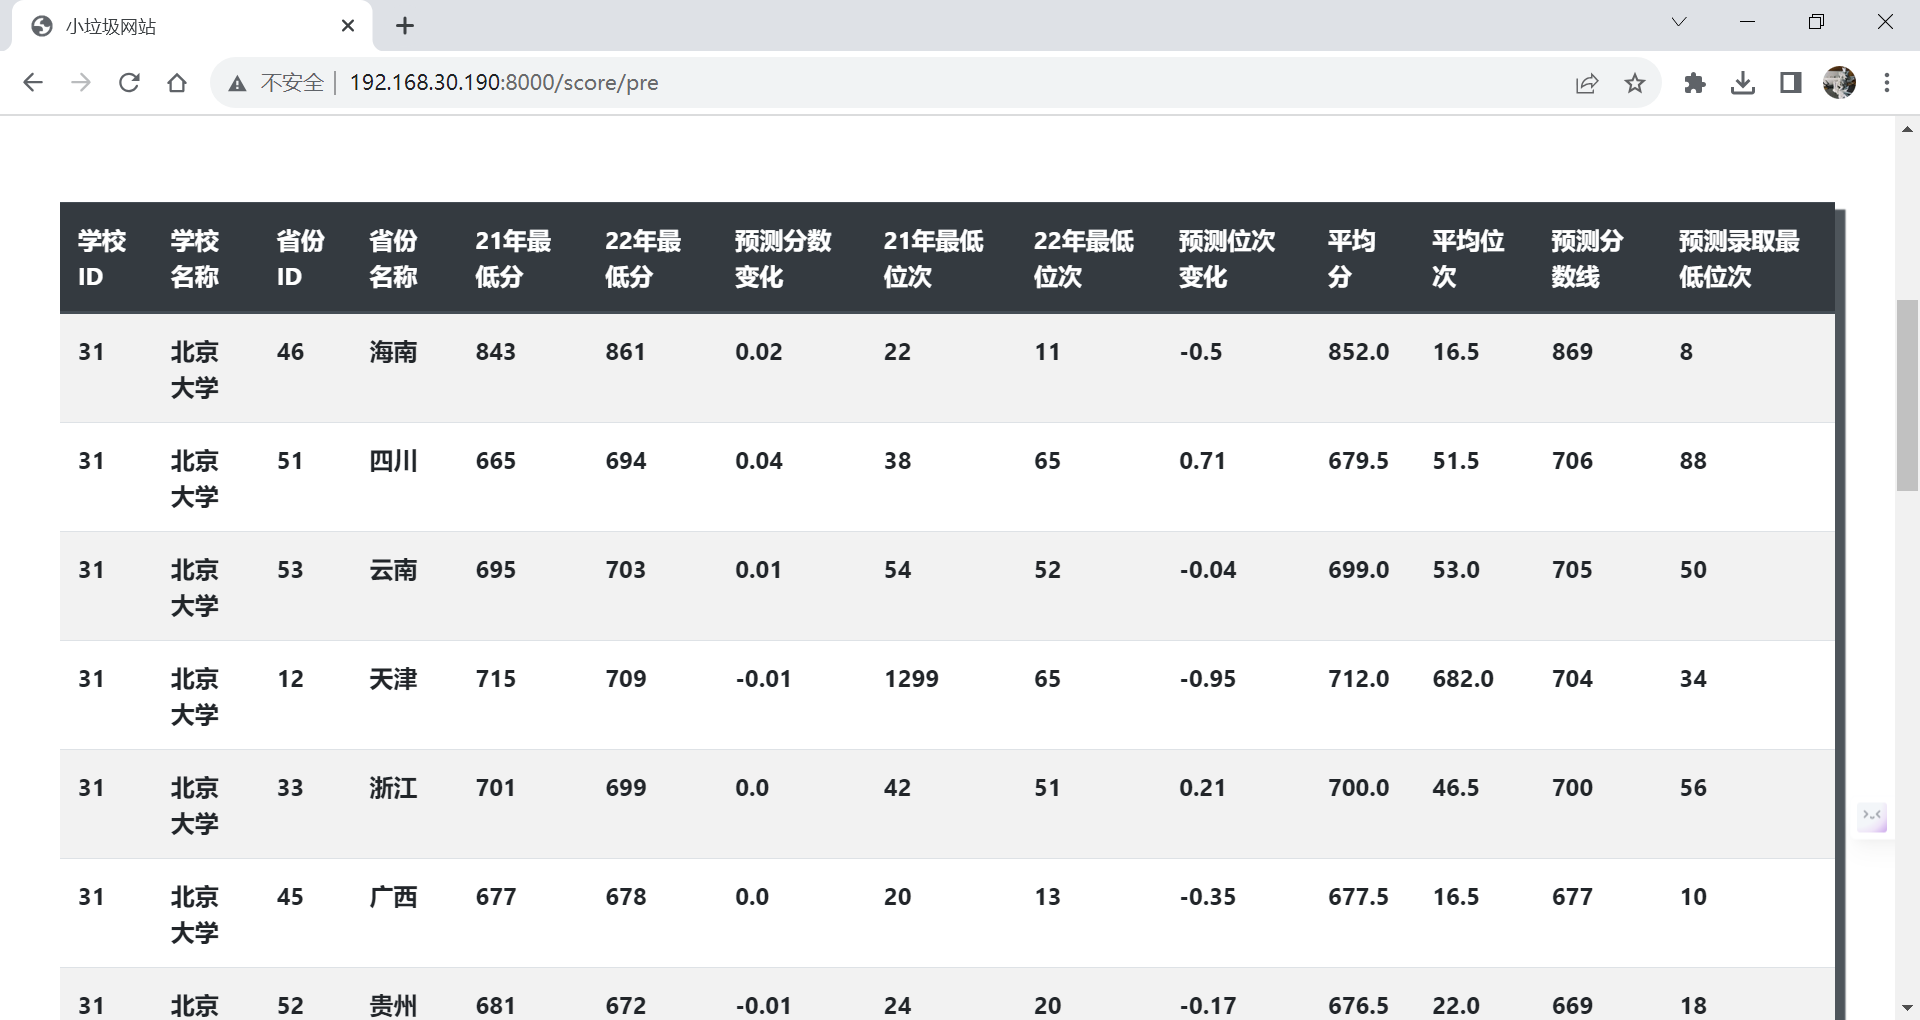 小垃圾网站
不安全 | 192.168.30.190:8000/score/pre
学校ID 学校名称 省份ID 省份名称 21年最低分 22年最低分 预测分数变化 21年最低位次 22年最低位次 预测位次变化 平均分 平均位次 预测分数线 预测录取最低位次
31 北京大学 46 海南 843 861 0.02 22 11 -0.5 852.0 16.5 869 8
31 北京大学 51 四川 665 694 0.04 38 65 0.71 679.5 51.5 706 88
31 北京大学 53 云南 695 703 0.01 54 52 -0.04 699.0 53.0 705 50
31 北京大学 12 天津 715 709 -0.01 1299 65 -0.95 712.0 682.0 704 34
31 北京大学 33 浙江 701 699 0.0 42 51 0.21 700.0 46.5 700 56
31 北京大学 45 广西 677 678 0.0 20 13 -0.35 677.5 16.5 677 10
31 北京 52 贵州 681 672 -0.01 24 20 -0.17 676.5 22.0 669 18